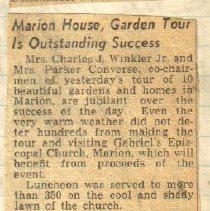 Marion House, Garden Tour
Is Outstanding Success
Mrs. Charles J. Winkler Jr. and
Mrs. Parker Converse, co-chair-
men of yesterday's tour of 10
beautiful gardens and homes in
Marion, are jubilant over the
success of the day. Even the
very warm weather did not de-
ter hundreds from making the
tour and visiting Gabriel's Epis-
copal Church, Marion, which will
benefit from proceeds of the
event.
Luncheon was served to more
than 350 on the cool and shady
lawn of the church.